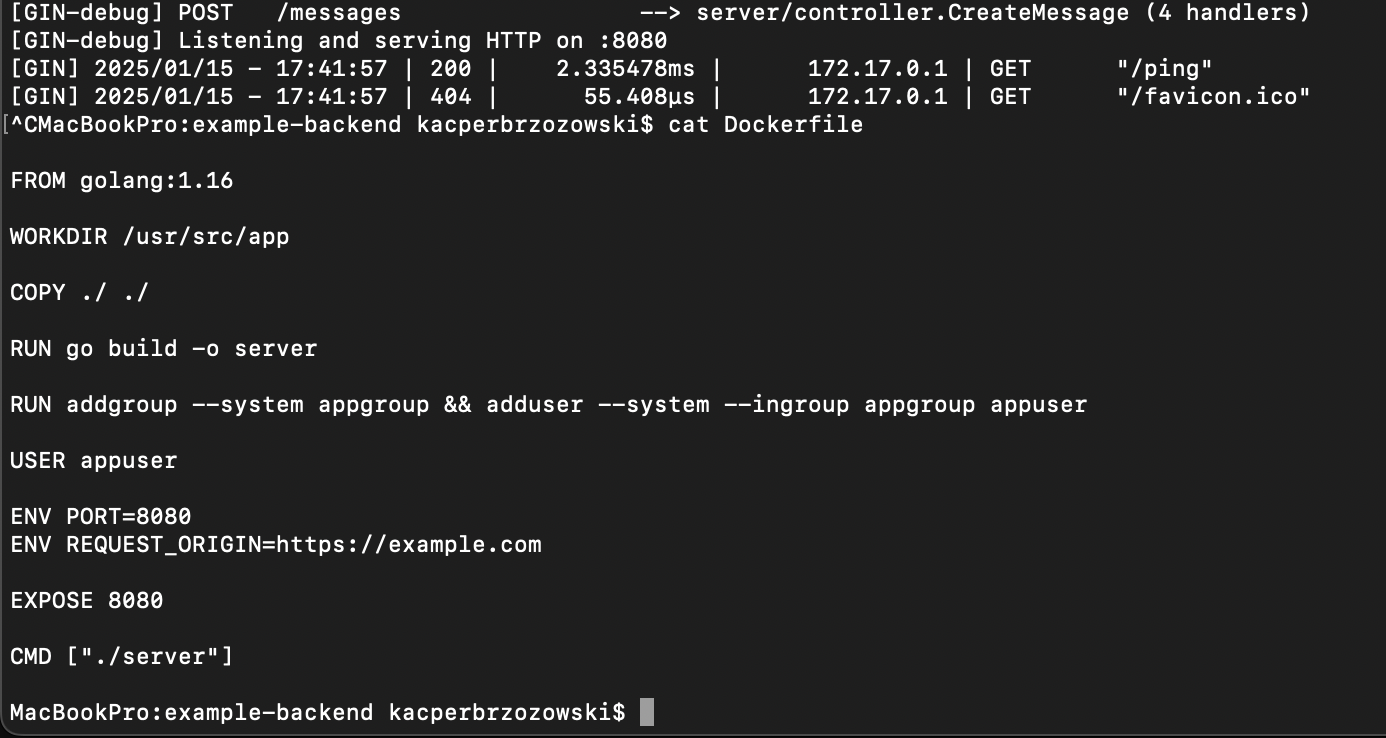 [GIN-debug] POST   /messages                 --> server/controller.CreateMessage (4 handlers)
[GIN-debug] Listening and serving HTTP on :8080
[GIN] 2025/01/15 - 17:41:57 | 200 |    2.335478ms |      172.17.0.1 | GET      "/ping"
[GIN] 2025/01/15 - 17:41:57 | 404 |      55.408µs |      172.17.0.1 | GET      "/favicon.ico"
[^CMacBookPro:example-backend kacperbrzozowski$ cat Dockerfile
FROM golang:1.16
WORKDIR /usr/src/app
COPY ./ ./
RUN go build -o server
RUN addgroup --system appgroup && adduser --system --ingroup appgroup appuser
USER appuser
ENV PORT=8080
ENV REQUEST_ORIGIN=https://example.com
EXPOSE 8080
CMD ["./server"]
MacBookPro:example-backend kacperbrzozowski$